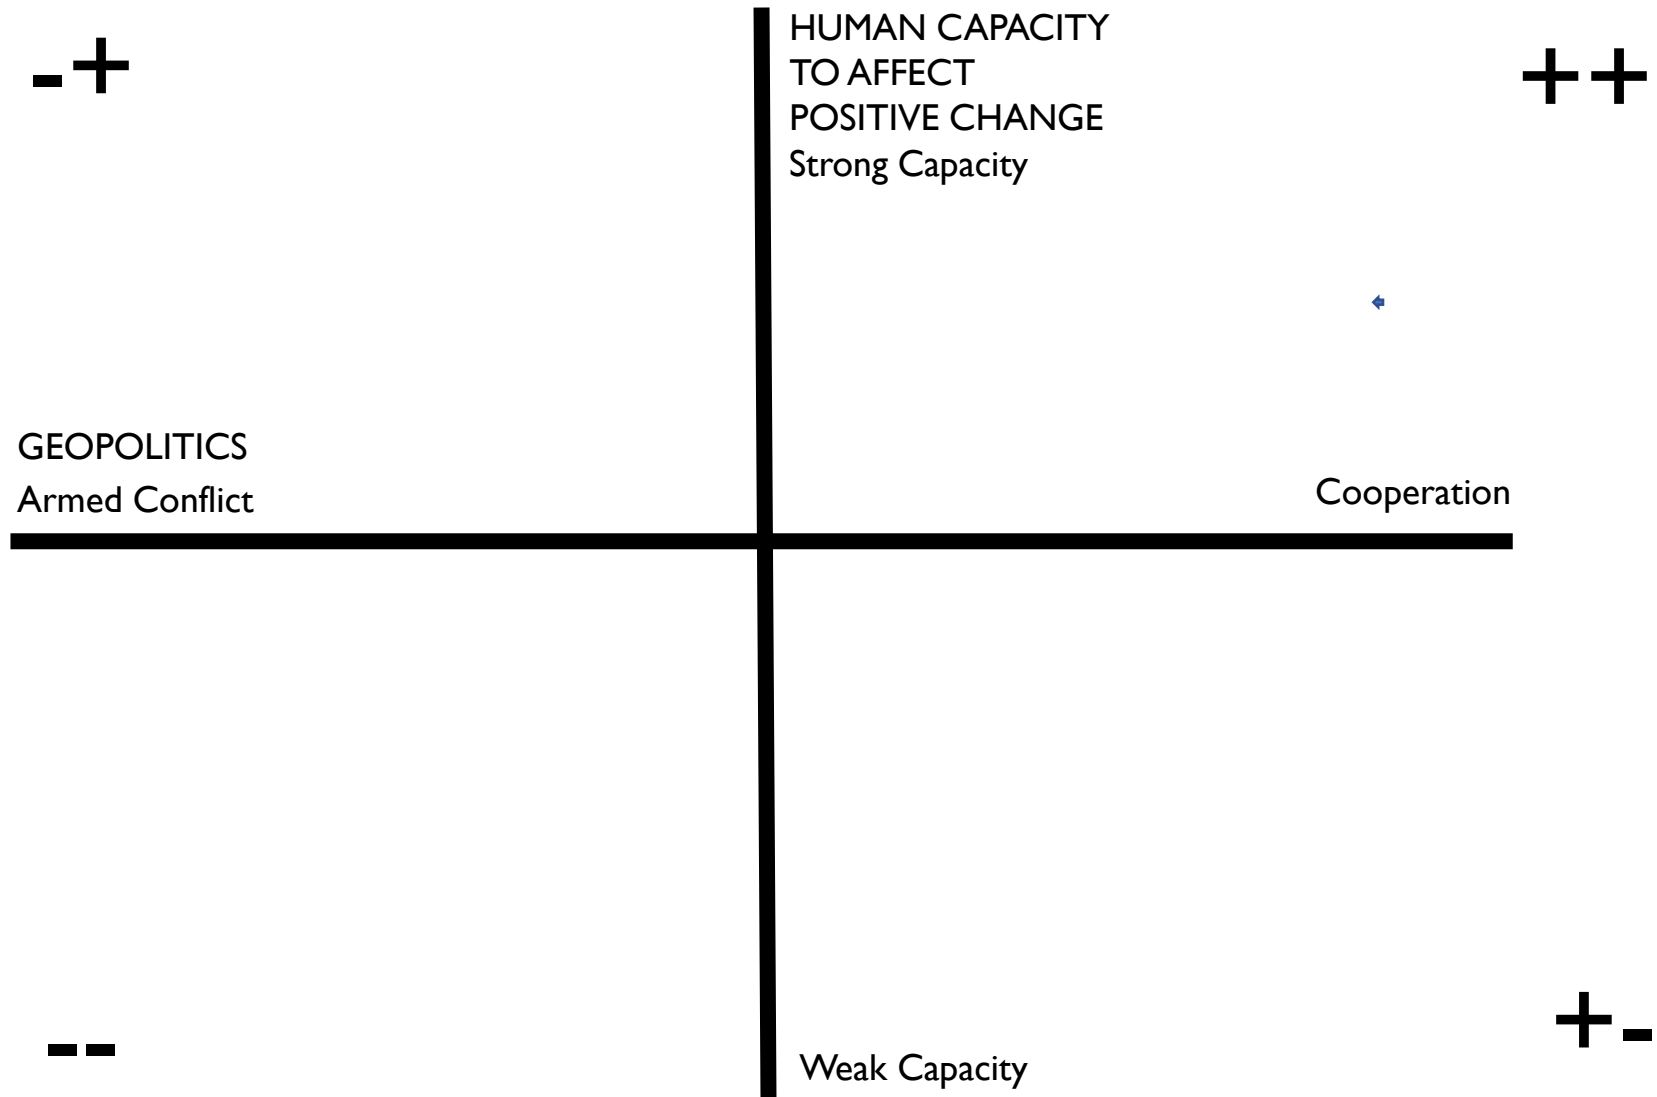 -+
HUMAN CAPACITY
TO AFFECT
POSITIVE CHANGE
Strong Capacity
++
GEOPOLITICS
Armed Conflict
Cooperation
--
Weak Capacity
+-